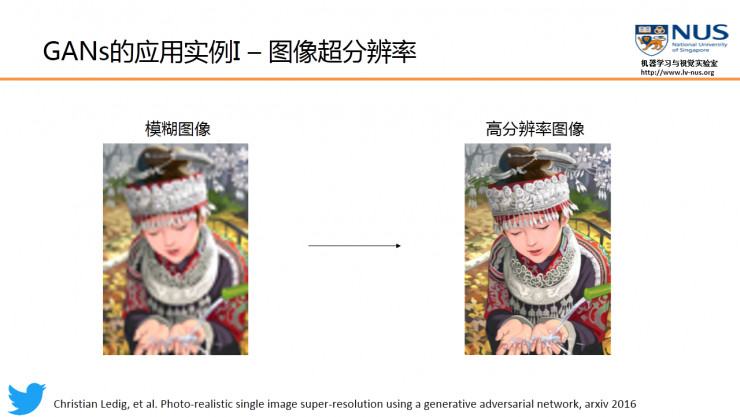 GANs的应用实例I – 图像超分辨率
NUS
National University
of Singapore
机器学习与视觉实验室
http://www.lv-nus.org
模糊图像
高分辨率图像
Christian Ledig, et al. Photo-realistic single image super-resolution using a generative adversarial network, arxiv 2016